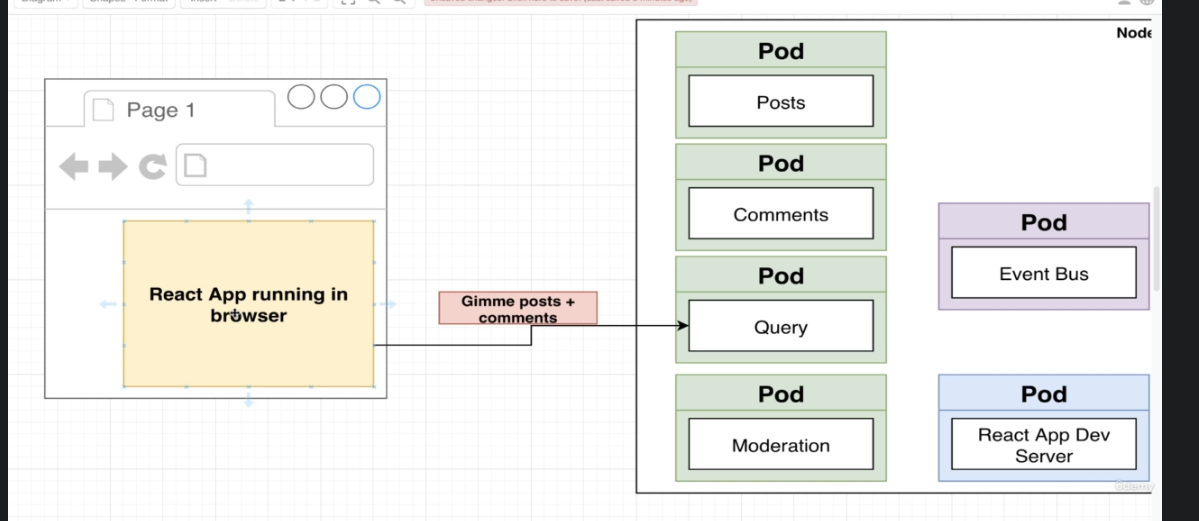 Node
Page 1
React App running in
browser
Gimme posts +
comments
Pod
Posts
Pod
Comments
Pod
Query
Pod
Moderation
Pod
Event Bus
Pod
React App Dev
Server
ûdemy